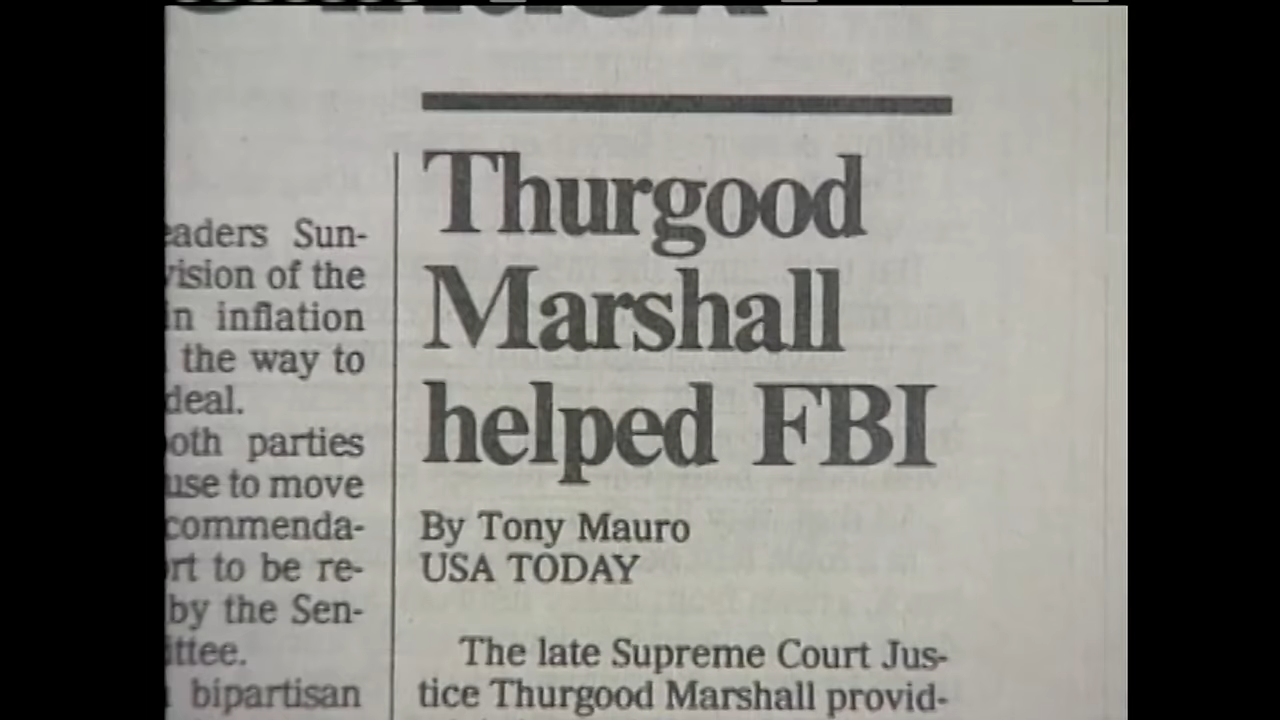 aders Sun-
vision of the
in inflation
the way to
deal.
oth parties
use to move
commenda-
rt to be re-
by the Sen-
ittee.
bipartisan
Thurgood
Marshall
helped FBI
By Tony Mauro
USA TODAY
The late Supreme Court Jus-
tice Thurgood Marshall provid-